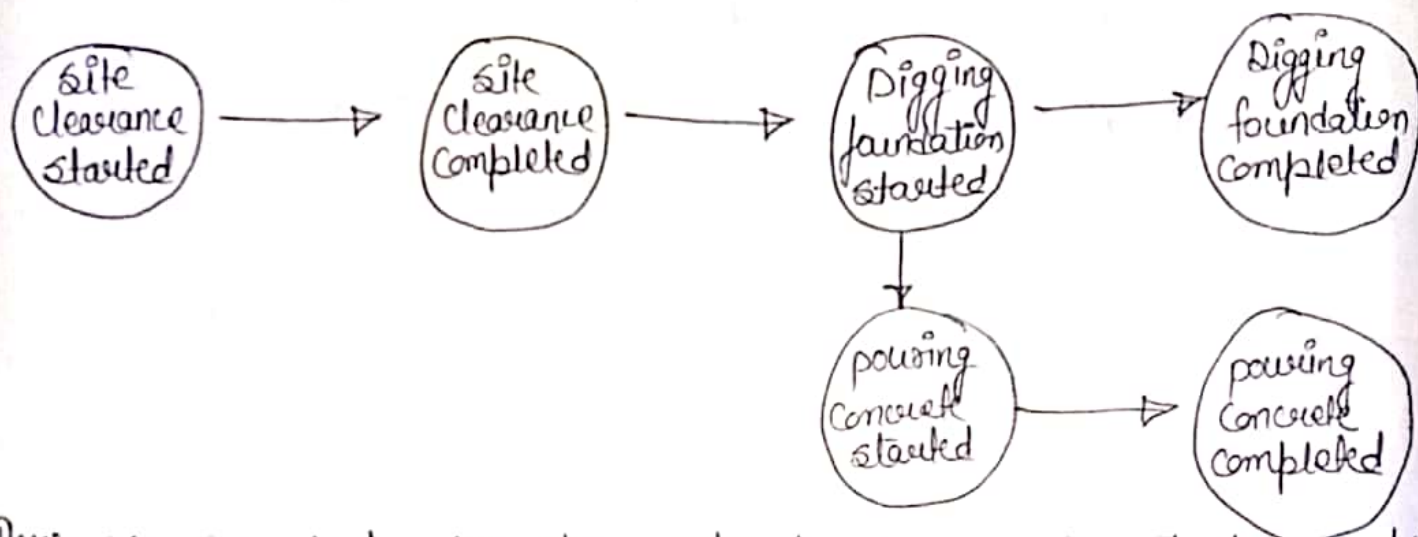 Site
Clearance
started
Site
Clearance
Completed
Digging
foundation
started
Digging
foundation
completed
pouring
Concrete
started
pouring
Concrete
completed